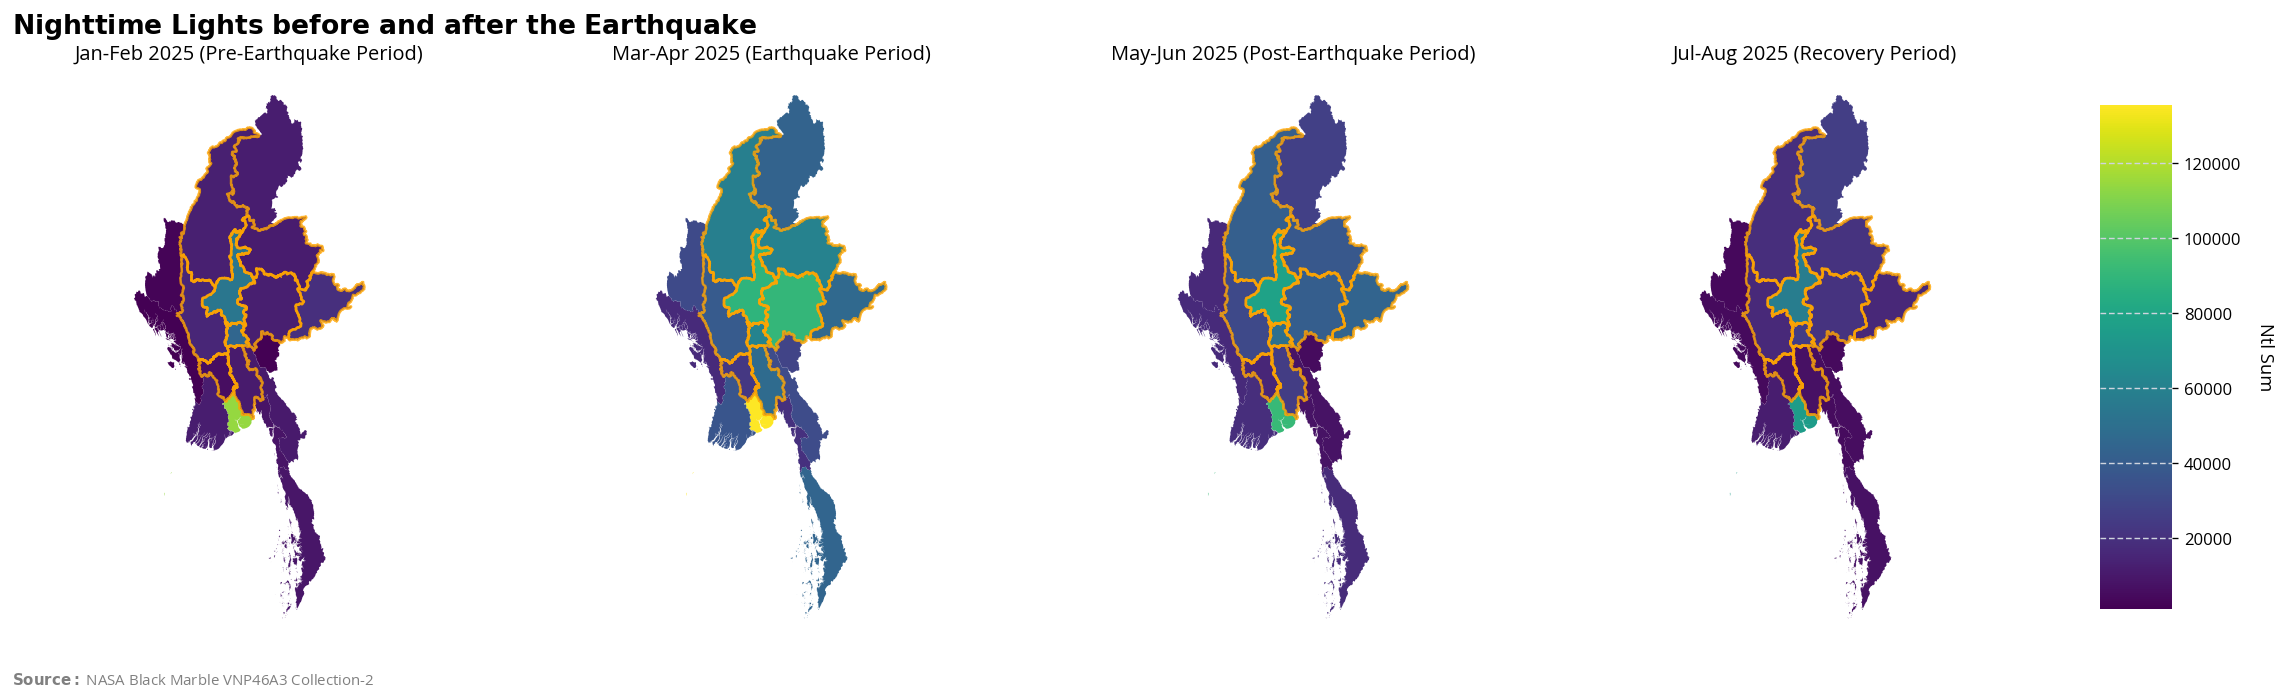 Nighttime Lights before and after the Earthquake
Jan-Feb 2025 (Pre-Earthquake Period)
Mar-Apr 2025 (Earthquake Period)
May-Jun 2025 (Post-Earthquake Period)
Jul-Aug 2025 (Recovery Period)
120000
100000
80000
60000
40000
20000
Ntl Sum
Source: NASA Black Marble VNP46A3 Collection-2